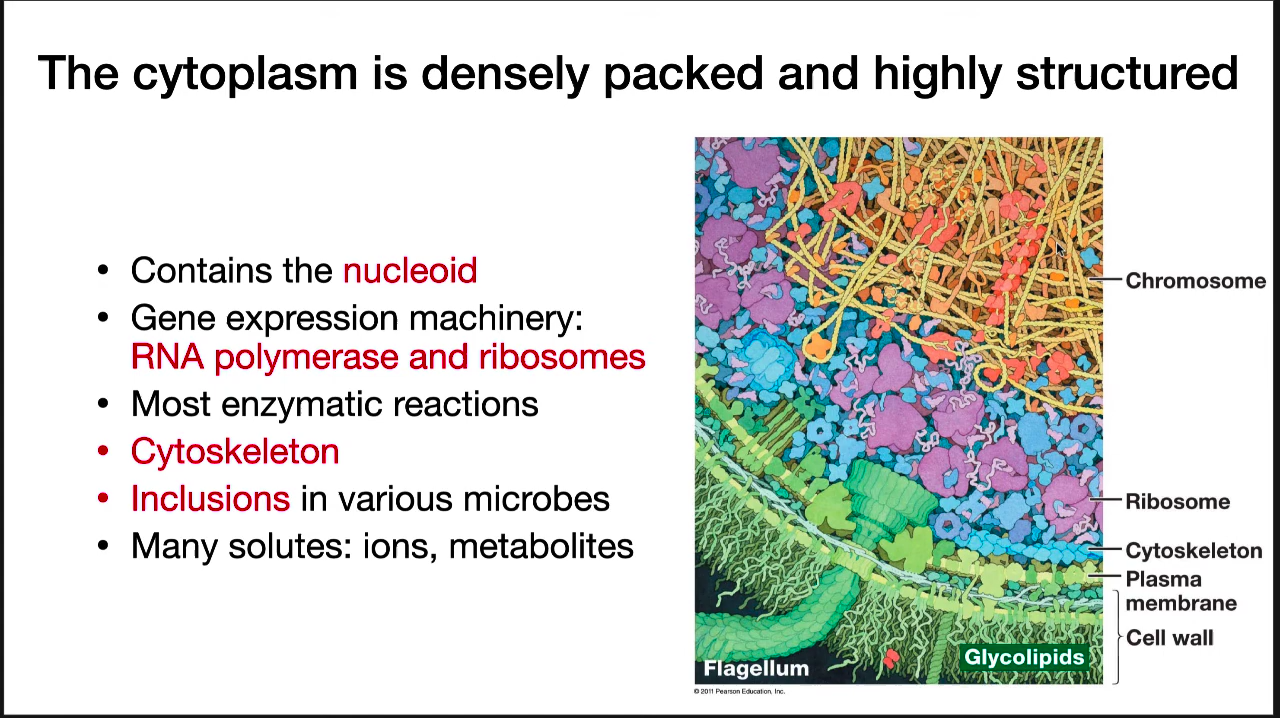 The cytoplasm is densely packed and highly structured
• Contains the nucleoid
• Gene expression machinery:
RNA polymerase and ribosomes
• Most enzymatic reactions
• Cytoskeleton
• Inclusions in various microbes
• Many solutes: ions, metabolites
Chromosome
Ribosome
Cytoskeleton
Plasma
membrane
Cell wall
Glycolipids
Flagellum
© 2011 Pearson Education, Inc.